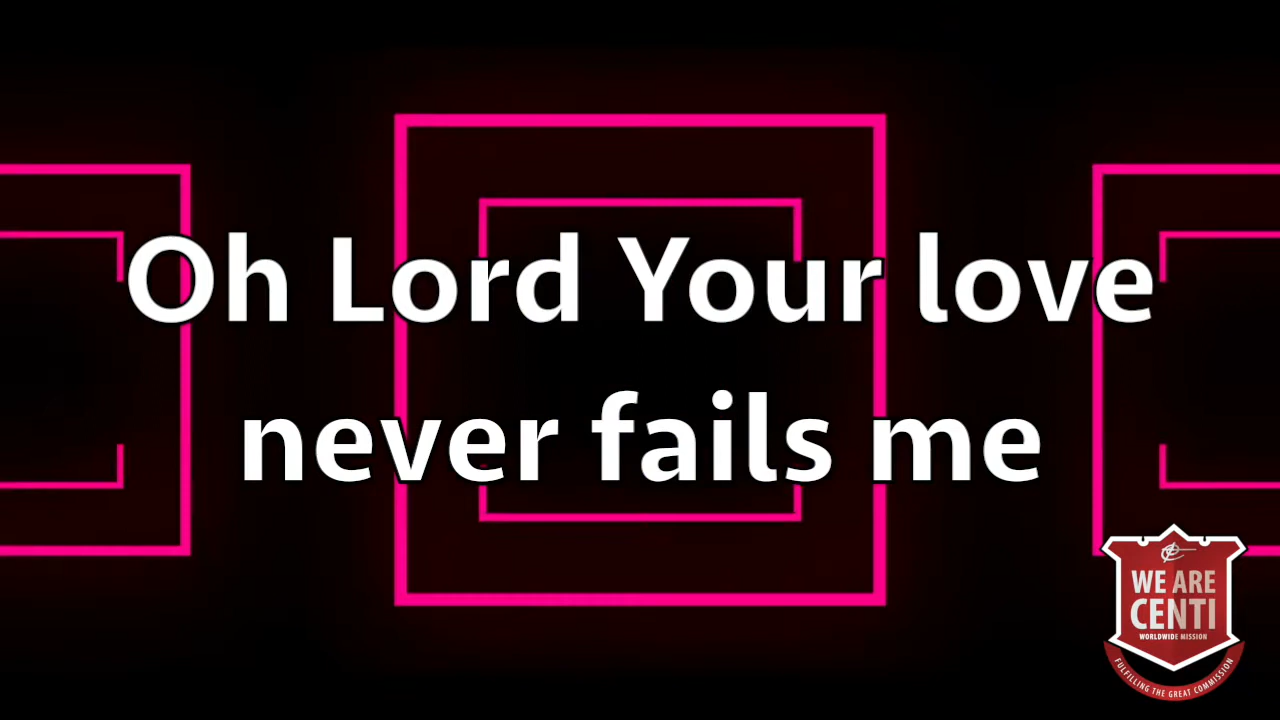 Oh Lord Your love
never fails me
WE ARE
CENTI
WORLDWIDE MISSION
FULFILLING THE GREAT COMMISSION